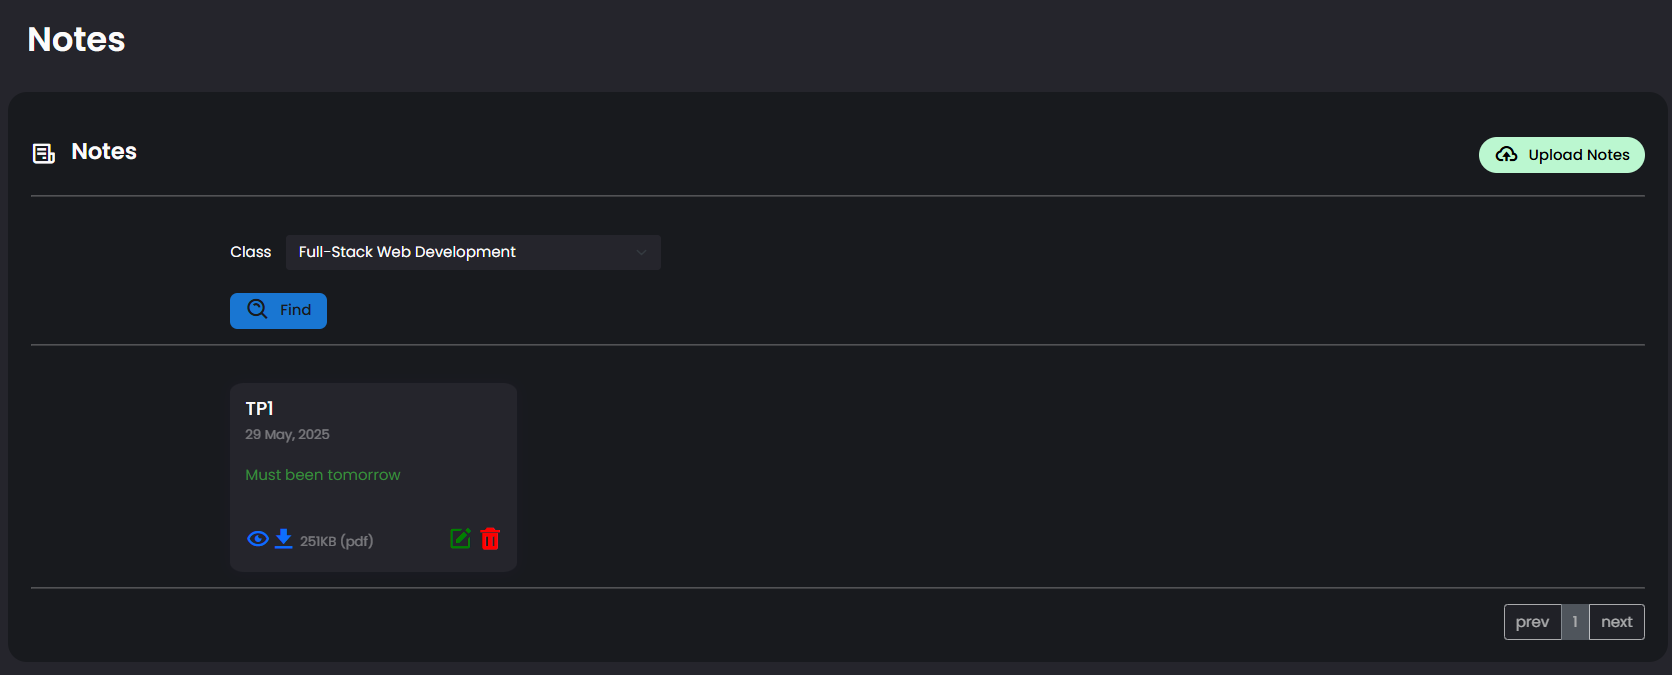 Notes
Notes
Upload Notes
Class Full-Stack Web Development
Find
TP1
29 May, 2025
Must been tomorrow
251KB (pdf)
prev 1 next